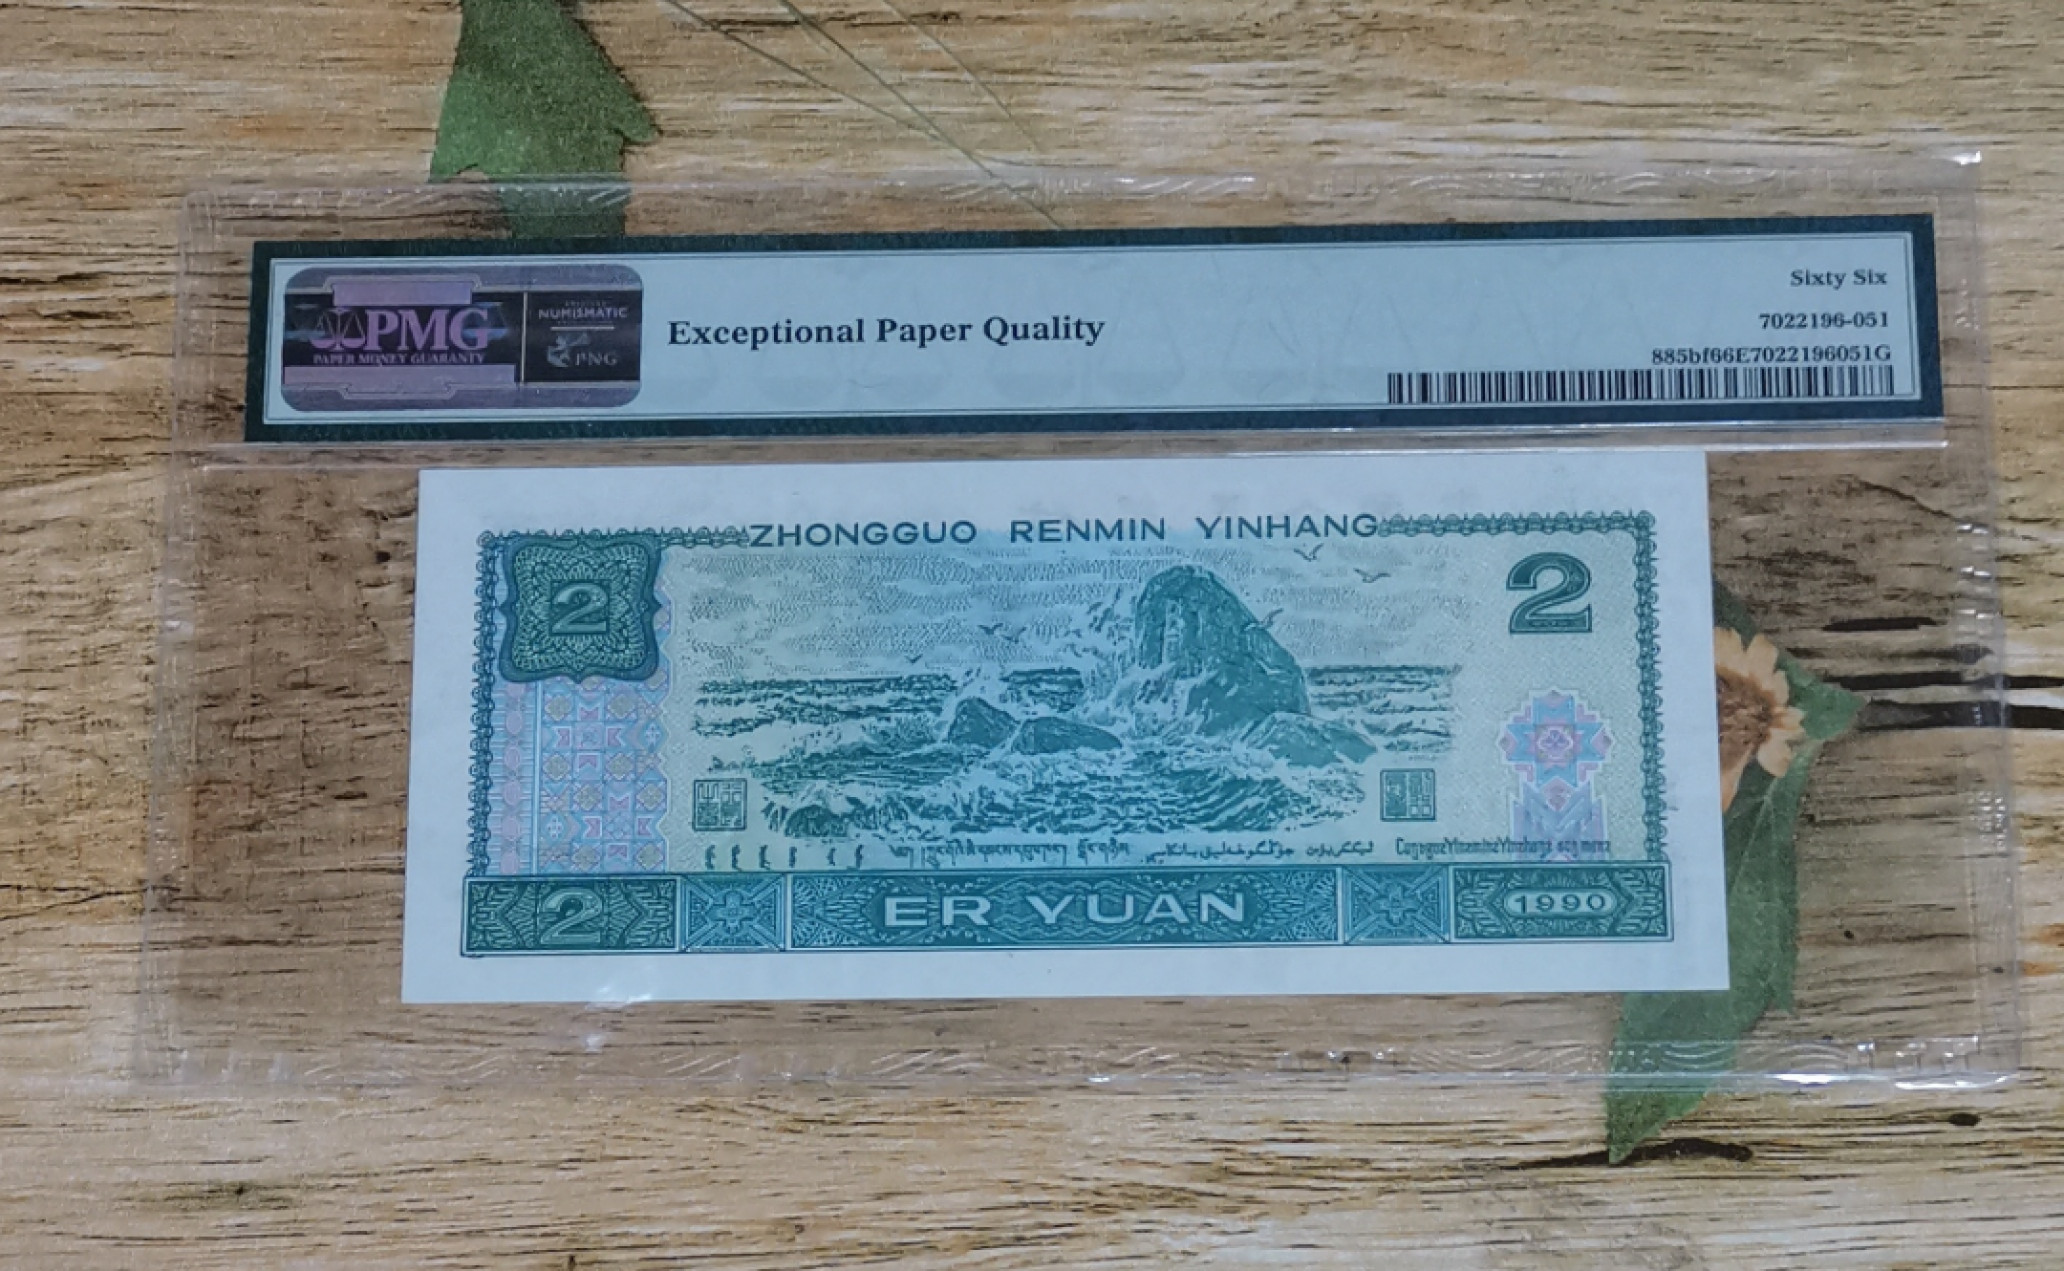 Sixty Six
PMG
PAPER MONEY GUARANTY
NUMISMATIC
PNG
Exceptional Paper Quality
7022196-051
885bf66E7022196051G
ZHONGGUO RENMIN YINHANG
2
2
2
ER YUAN
1990